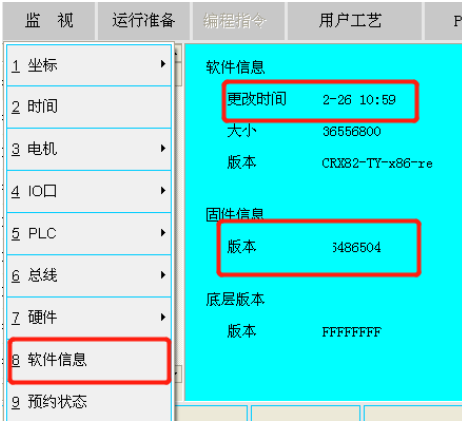 监 视 运行准备 编程指令 用户工艺 P
1 坐标
2 时间
3 电机
4 IO口
5 PLC
6 总线
7 硬件
8 软件信息
9 预约状态
软件信息
更改时间 2-26 10:59
大小 36556800
版本 CRX82-TY-x86-re
固件信息
版本 5486504
底层版本
版本 FFFFFFFF